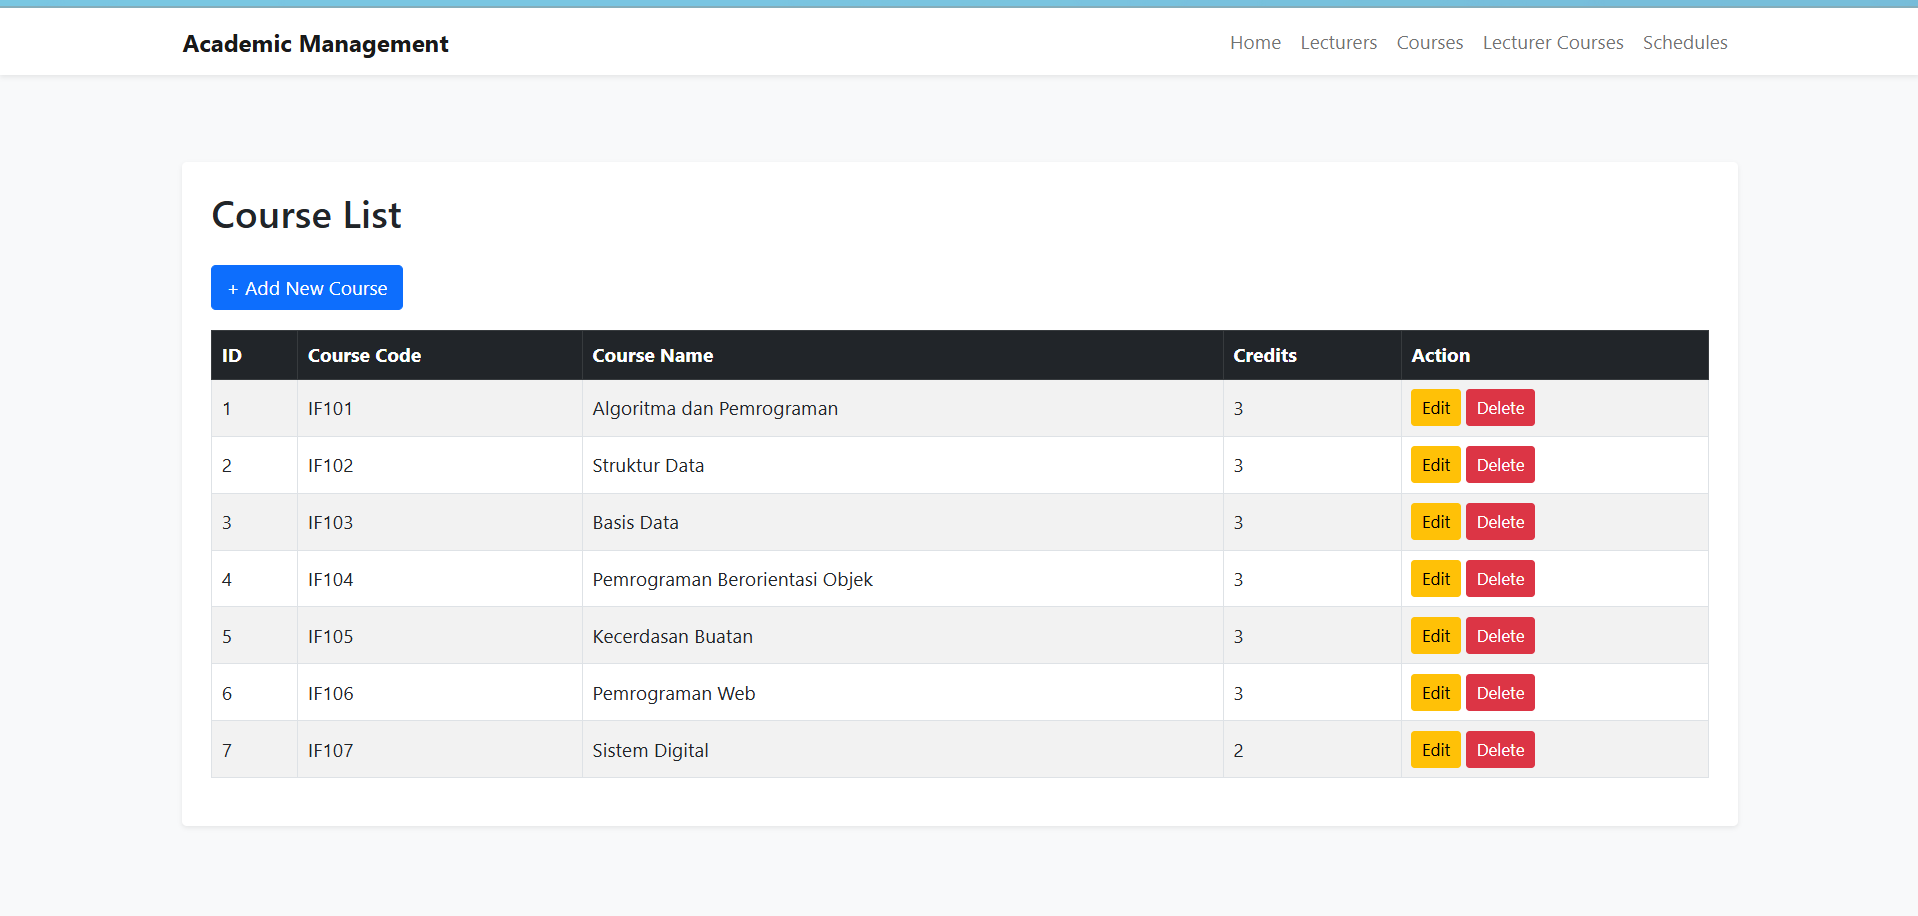 Academic Management Home Lecturers Courses Lecturer Courses Schedules
Course List
+ Add New Course
ID Course Code Course Name Credits Action
1 IF101 Algoritma dan Pemrograman 3 Edit Delete
2 IF102 Struktur Data 3 Edit Delete
3 IF103 Basis Data 3 Edit Delete
4 IF104 Pemrograman Berorientasi Objek 3 Edit Delete
5 IF105 Kecerdasan Buatan 3 Edit Delete
6 IF106 Pemrograman Web 3 Edit Delete
7 IF107 Sistem Digital 2 Edit Delete